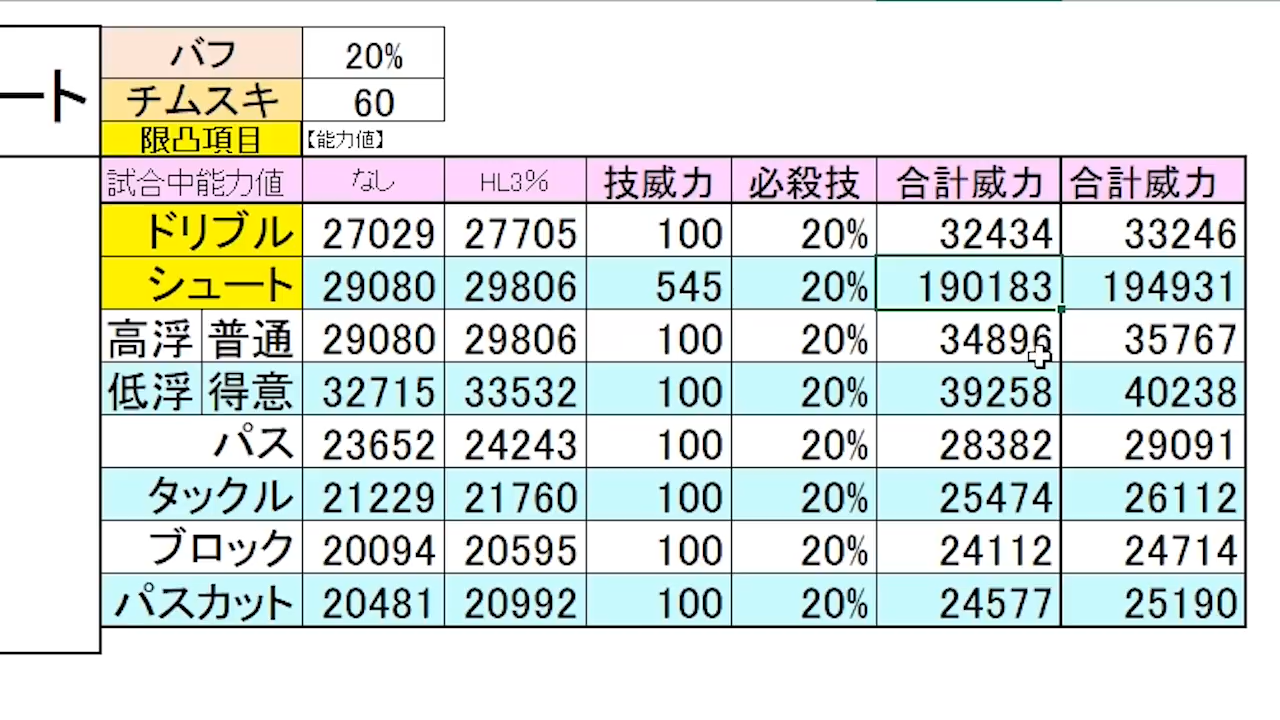 ート
バフ 20%
チムスキ 60
限凸項目 【能力値】
試合中能力値 なし HL3% 技威力 必殺技 合計威力 合計威力
ドリブル 27029 27705 100 20% 32434 33246
シュート 29080 29806 545 20% 190183 194931
高浮 普通 29080 29806 100 20% 34896 35767
低浮 得意 32715 33532 100 20% 39258 40238
パス 23652 24243 100 20% 28382 29091
タックル 21229 21760 100 20% 25474 26112
ブロック 20094 20595 100 20% 24112 24714
パスカット 20481 20992 100 20% 24577 25190